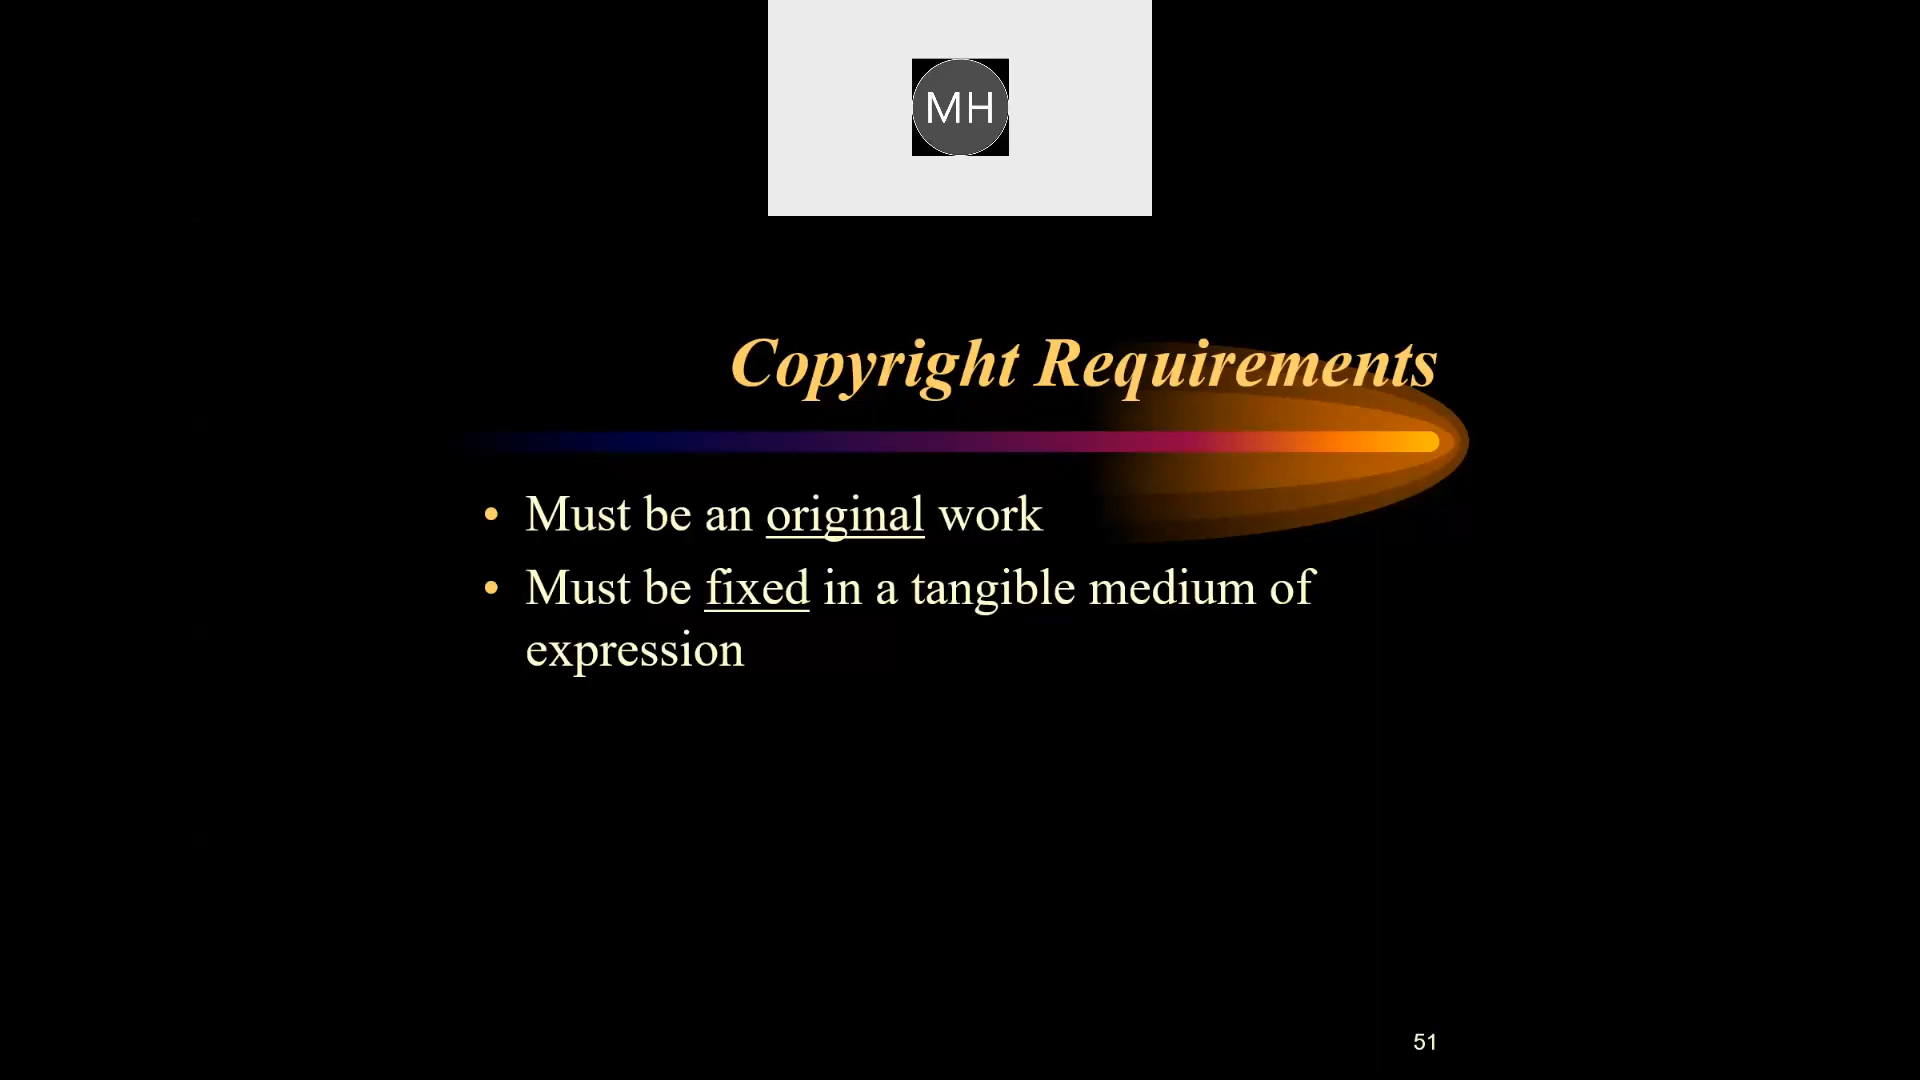 MH
Copyright Requirements
• Must be an original work
• Must be fixed in a tangible medium of
expression
51